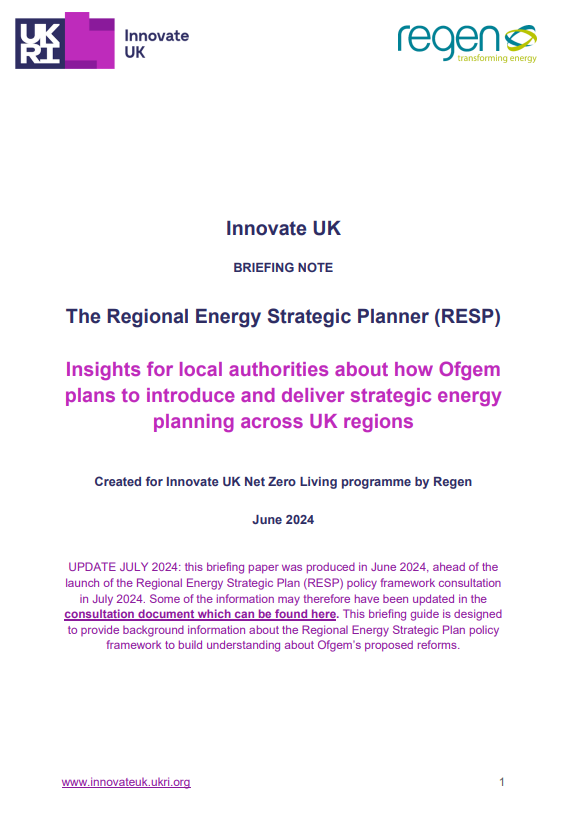 UK
RI
Innovate
UK
regen
transforming energy
Innovate UK
BRIEFING NOTE
The Regional Energy Strategic Planner (RESP)
Insights for local authorities about how Ofgem
plans to introduce and deliver strategic energy
planning across UK regions
Created for Innovate UK Net Zero Living programme by Regen
June 2024
UPDATE JULY 2024: this briefing paper was produced in June 2024, ahead of the
launch of the Regional Energy Strategic Plan (RESP) policy framework consultation
in July 2024. Some of the information may therefore have been updated in the
consultation document which can be found here. This briefing guide is designed
to provide background information about the Regional Energy Strategic Plan policy
framework to build understanding about Ofgem's proposed reforms.
www.innovateuk.ukri.org 1